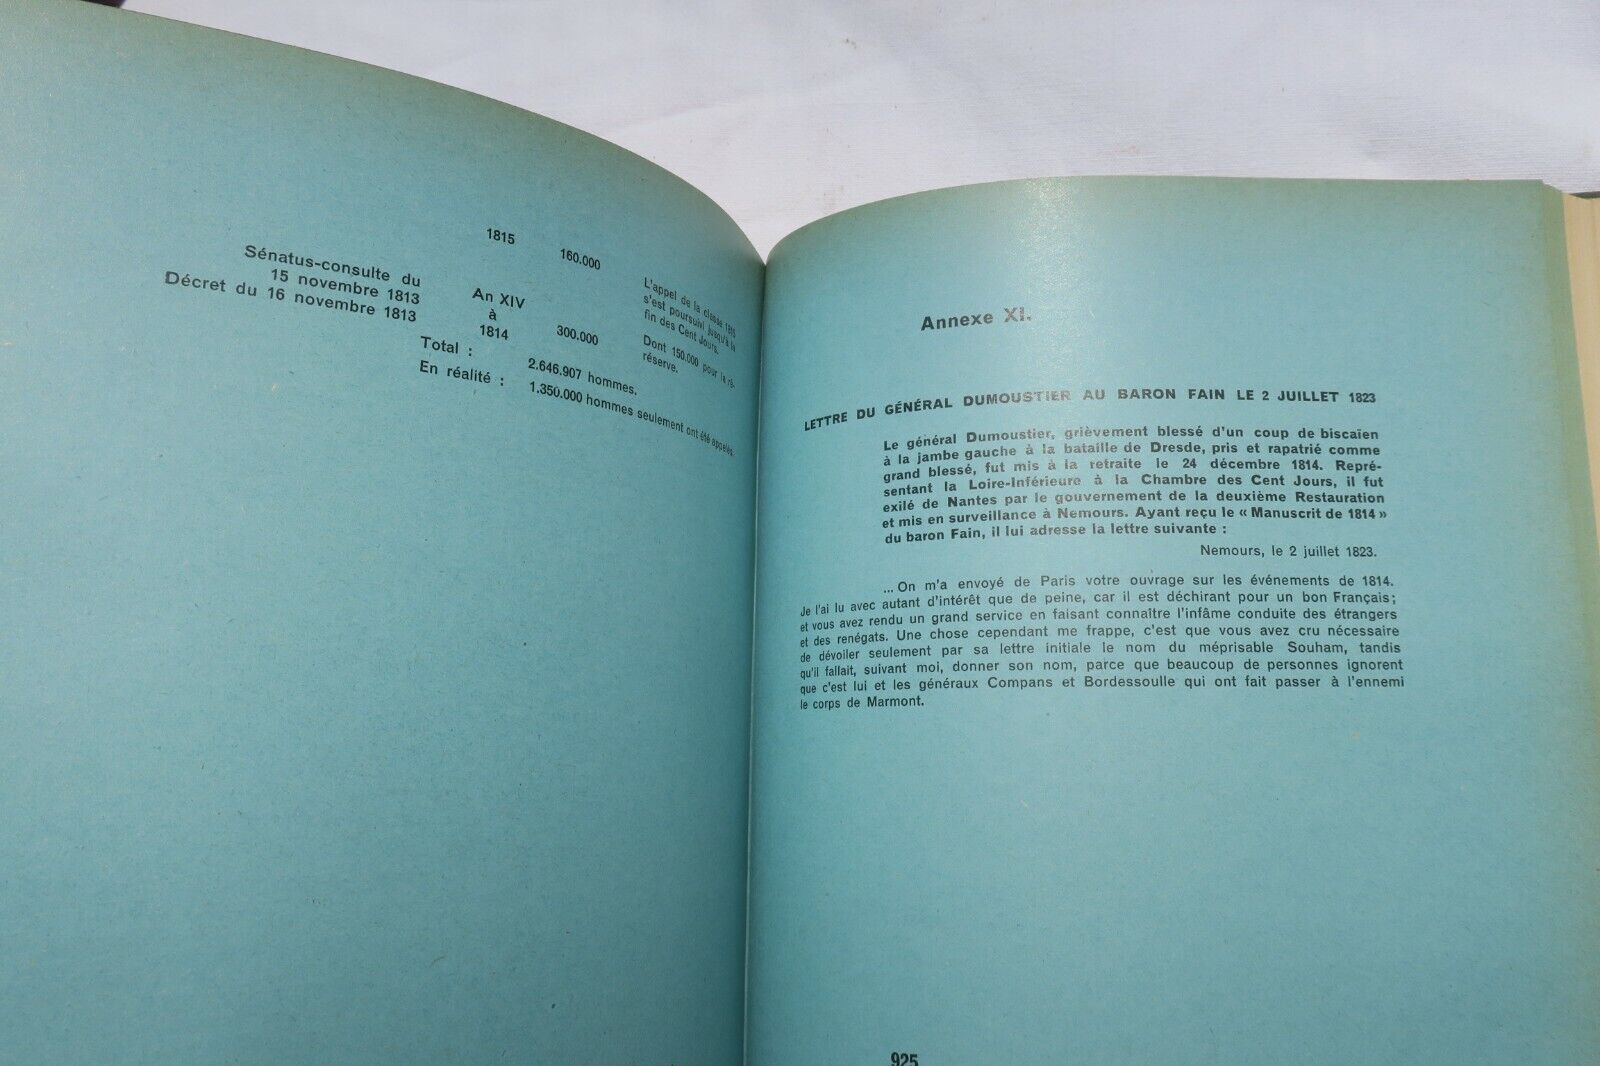 1815 160.000
L'appel de la classe 1815
s'est poursuivi jusqu'à la
fin des Cent Jours.
Sénatus-consulte du
15 novembre 1813
Décret du 16 novembre 1813
An XIV
à
1814
300.000
Dont 150.000 pour la ré-
serve.
Total : 2.646.907 hommes.
En réalité : 1.350.000 hommes seulement ont été appelés.
Annexe XI.
LETTRE DU GÉNÉRAL DUMOUSTIER AU BARON FAIN LE 2 JUILLET 1823
Le général Dumoustier, grièvement blessé d'un coup de biscaïen
à la jambe gauche à la bataille de Dresde, pris et rapatrié comme
grand blessé, fut mis à la retraite le 24 décembre 1814. Repré-
sentant la Loire-Inférieure à la Chambre des Cent Jours, il fut
exilé de Nantes par le gouvernement de la deuxième Restauration
et mis en surveillance à Nemours. Ayant reçu le « Manuscrit de 1814 »
du baron Fain, il lui adresse la lettre suivante :
Nemours, le 2 juillet 1823.
... On m'a envoyé de Paris votre ouvrage sur les événements de 1814.
Je l'ai lu avec autant d'intérêt que de peine, car il est déchirant pour un bon Français ;
et vous avez rendu un grand service en faisant connaître l'infâme conduite des étrangers
et des renégats. Une chose cependant me frappe, c'est que vous avez cru nécessaire
de dévoiler seulement par sa lettre initiale le nom du méprisable Souham, tandis
qu'il fallait, suivant moi, donner son nom, parce que beaucoup de personnes ignorent
que c'est lui et les généraux Compans et Bordessoulle qui ont fait passer à l'ennemi
le corps de Marmont.
925